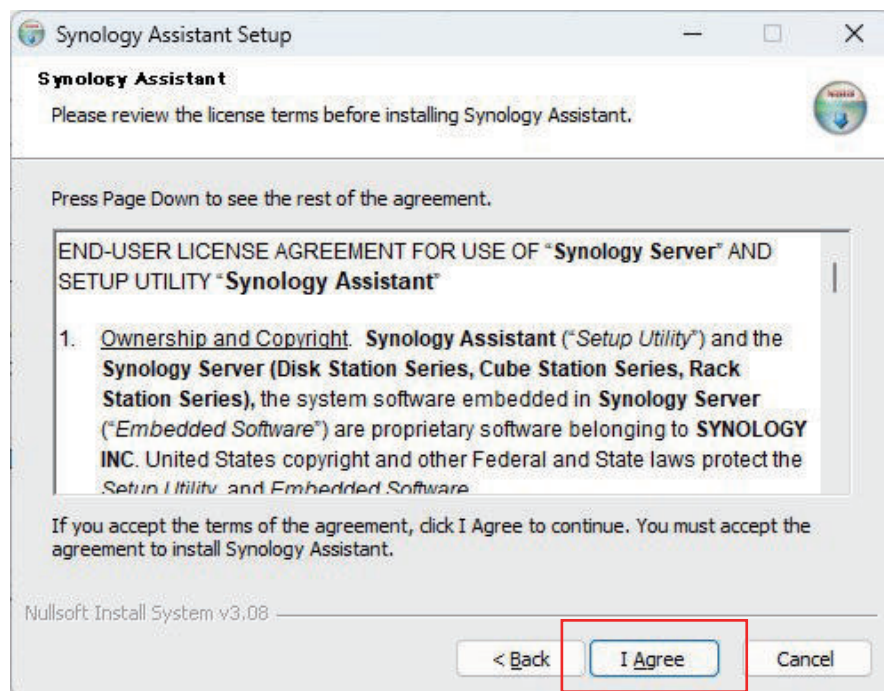 Synology Assistant Setup
Synology Assistant
Please review the license terms before installing Synology Assistant.
Press Page Down to see the rest of the agreement.
END-USER LICENSE AGREEMENT FOR USE OF “Synology Server” AND
SETUP UTILITY “Synology Assistant”
1. Ownership and Copyright. Synology Assistant (“Setup Utility”) and the
Synology Server (Disk Station Series, Cube Station Series, Rack
Station Series), the system software embedded in Synology Server
(“Embedded Software”) are proprietary software belonging to SYNOLOGY
INC. United States copyright and other Federal and State laws protect the
Setup Utility and Embedded Software
If you accept the terms of the agreement, click I Agree to continue. You must accept the
agreement to install Synology Assistant.
Nullsoft Install System v3.08
< Back I Agree Cancel